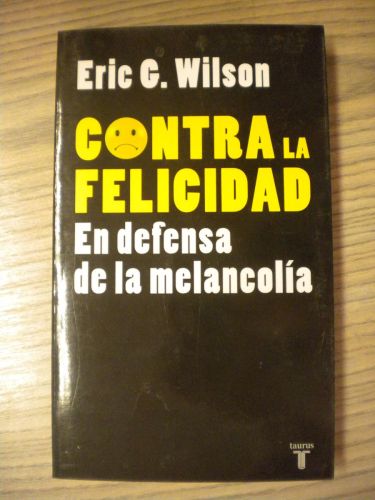 Eric G. Wilson
CONTRA LA
FELICIDAD
En defensa
de la melancolía
taurus
T